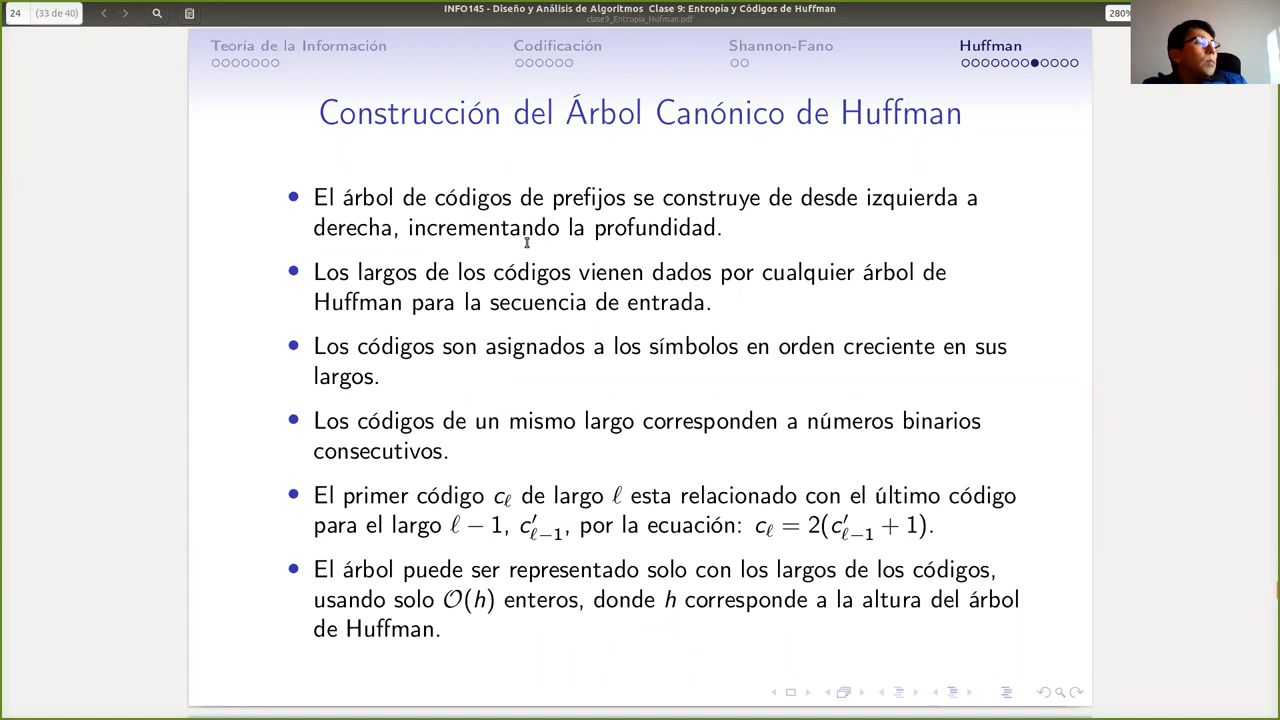 24 (33 de 40)
INFO145 - Diseño y Análisis de Algoritmos Clase 9: Entropía y Códigos de Huffman
clase9_Entropía_Hufman.pdf
280%
Teoría de la Información Codificación Shannon-Fano Huffman
Construcción del Árbol Canónico de Huffman
• El árbol de códigos de prefijos se construye de desde izquierda a
derecha, incrementando la profundidad.
• Los largos de los códigos vienen dados por cualquier árbol de
Huffman para la secuencia de entrada.
• Los códigos son asignados a los símbolos en orden creciente en sus
largos.
• Los códigos de un mismo largo corresponden a números binarios
consecutivos.
• El primer código c_ℓ de largo ℓ esta relacionado con el último código
para el largo ℓ − 1, c′_{ℓ−1}, por la ecuación: c_ℓ = 2(c′_{ℓ−1} + 1).
• El árbol puede ser representado solo con los largos de los códigos,
usando solo O(h) enteros, donde h corresponde a la altura del árbol
de Huffman.